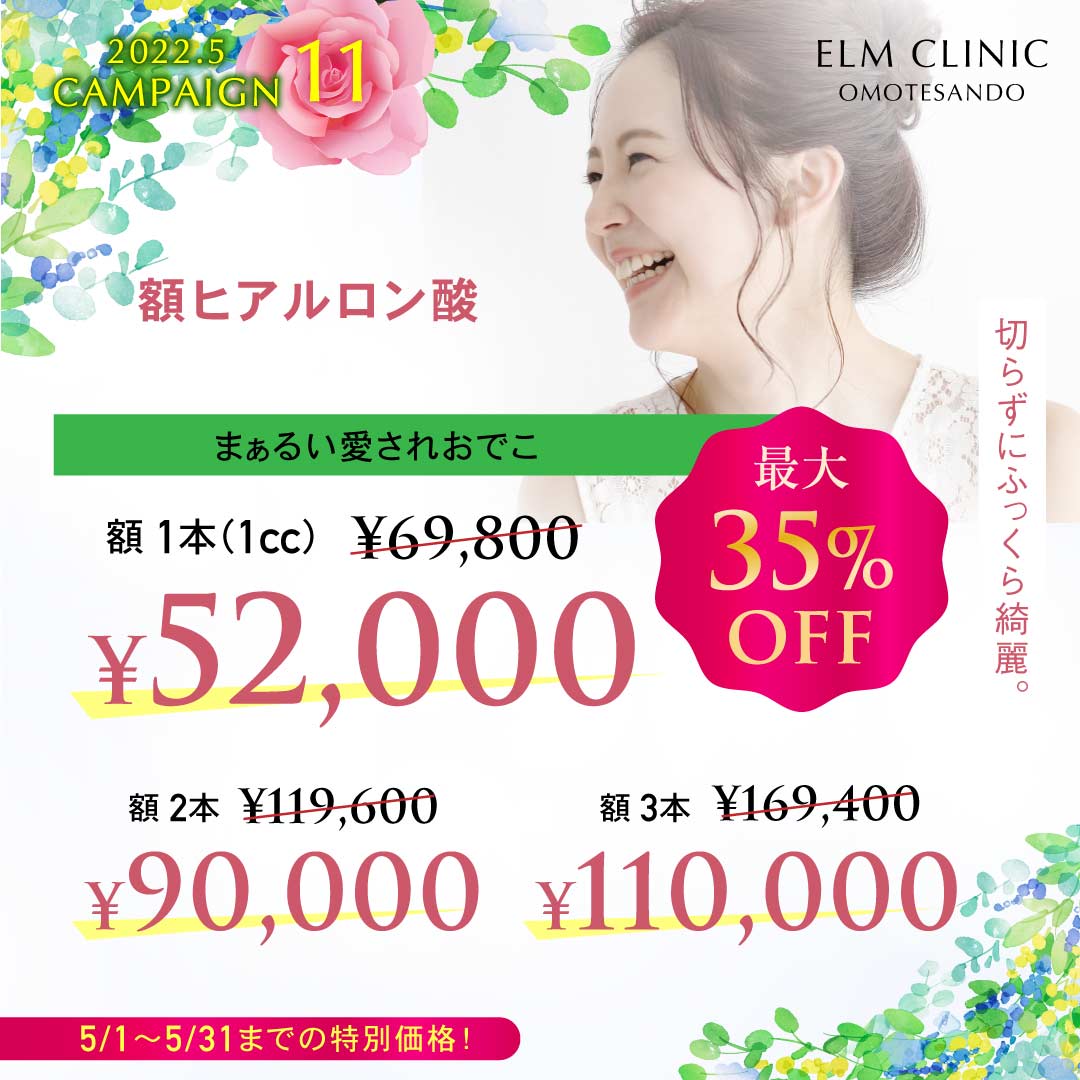 2022.5
CAMPAIGN 11
ELM CLINIC
OMOTESANDO
額ヒアルロン酸
切らずにふっくら綺麗。
まぁるい愛されおでこ
最大
35%
OFF
額 1本(1cc) ¥69,800
¥52,000
額 2本 ¥119,600
¥90,000
額 3本 ¥169,400
¥110,000
5/1〜5/31までの特別価格!